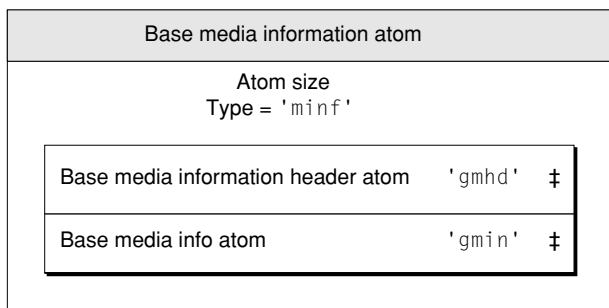 Base media information atom
Atom size
Type = 'minf'
Base media information header atom 'gmhd' ‡
Base media info atom 'gmin' ‡